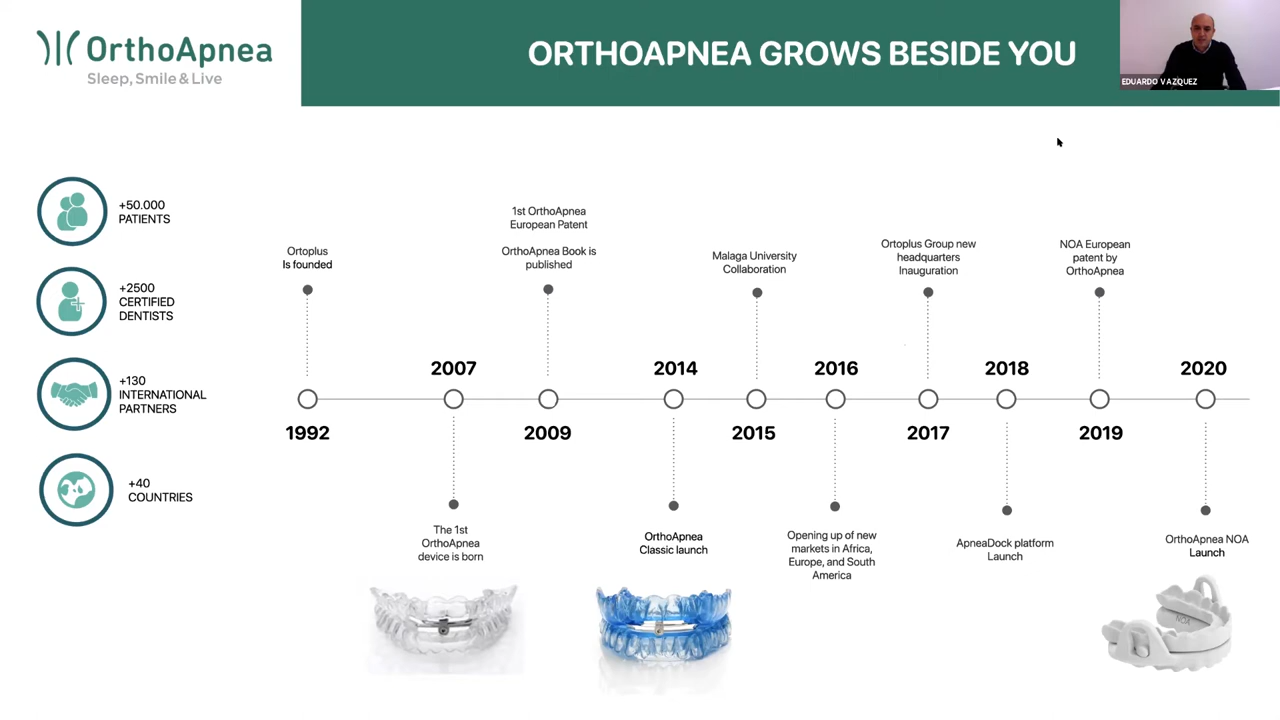 OrthoApnea
Sleep, Smile & Live
ORTHOAPNEA GROWS BESIDE YOU
EDUARDO VAZQUEZ
+50.000
PATIENTS
+2500
CERTIFIED
DENTISTS
+130
INTERNATIONAL
PARTNERS
+40
COUNTRIES
Ortoplus
Is founded
1st OrthoApnea
European Patent
OrthoApnea Book is
published
Malaga University
Collaboration
Ortoplus Group new
headquarters
Inauguration
NOA European
patent by
OrthoApnea
2007
2014
2016
2018
2020
1992
2009
2015
2017
2019
The 1st
OrthoApnea
device is born
OrthoApnea
Classic launch
Opening up of new
markets in Africa,
Europe, and South
America
ApneaDock platform
Launch
OrthoApnea NOA
Launch
NOA